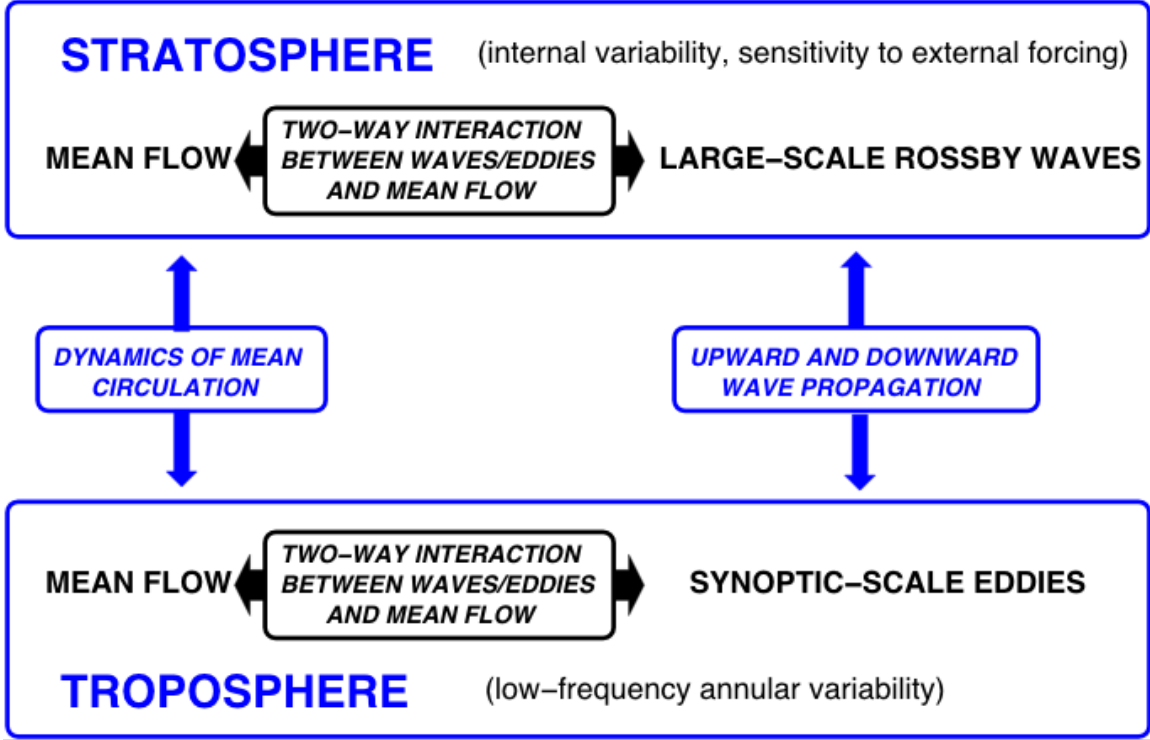 STRATOSPHERE (internal variability, sensitivity to external forcing)
MEAN FLOW
TWO−WAY INTERACTION
BETWEEN WAVES/EDDIES
AND MEAN FLOW
LARGE−SCALE ROSSBY WAVES
DYNAMICS OF MEAN
CIRCULATION
UPWARD AND DOWNWARD
WAVE PROPAGATION
MEAN FLOW
TWO−WAY INTERACTION
BETWEEN WAVES/EDDIES
AND MEAN FLOW
SYNOPTIC−SCALE EDDIES
TROPOSPHERE (low−frequency annular variability)